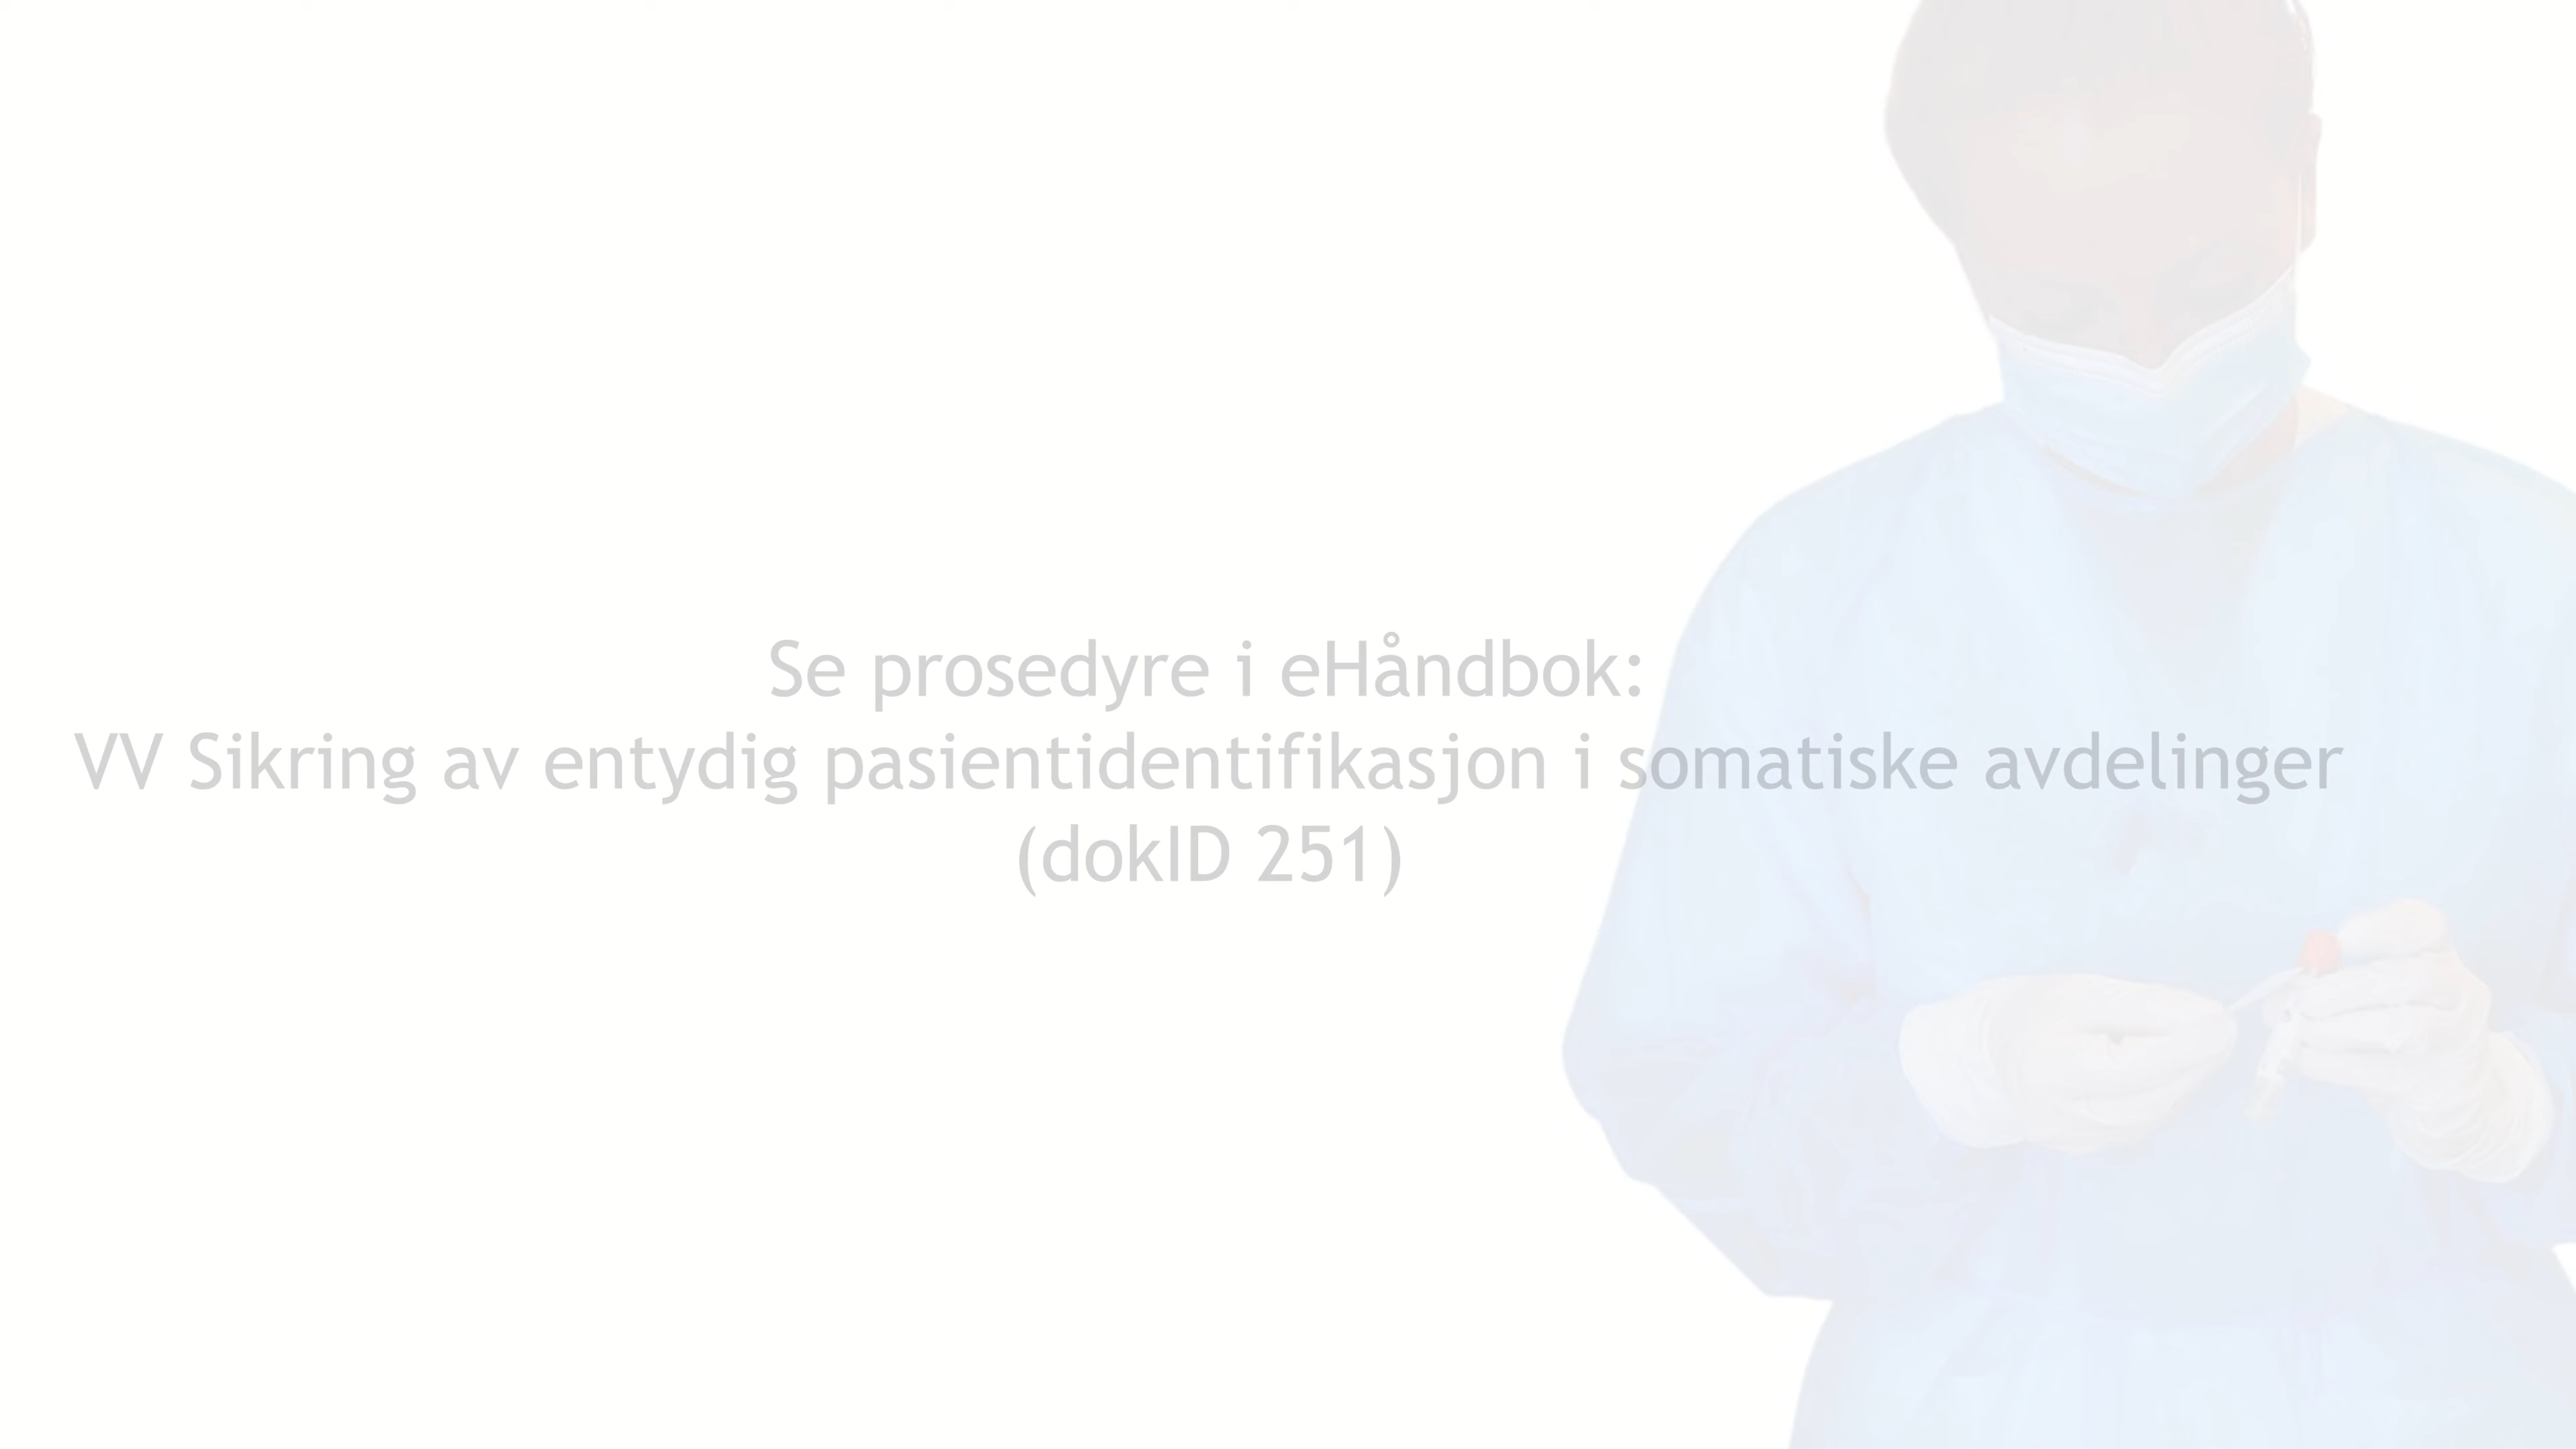 Se prosedyre i eHåndbok:
VV Sikring av entydig pasientidentifikasjon i somatiske avdelinger
(dokID 251)